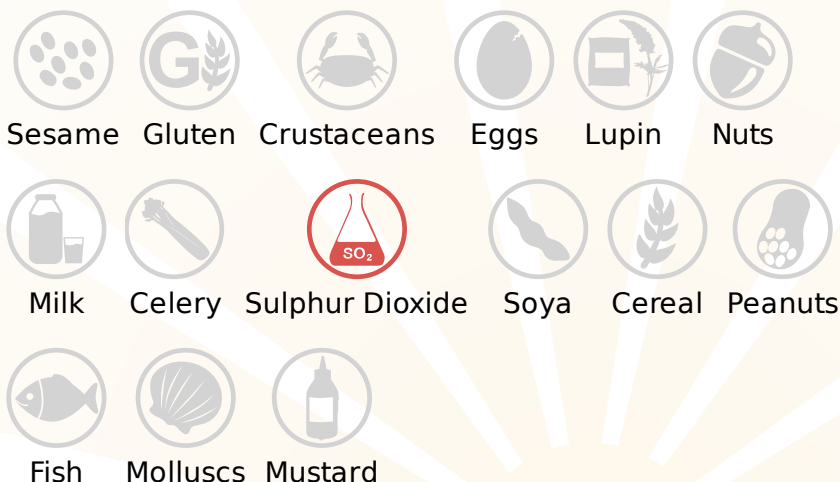 G
Sesame Gluten Crustaceans Eggs Lupin Nuts
SO₂
Milk Celery Sulphur Dioxide Soya Cereal Peanuts
Fish Molluscs Mustard